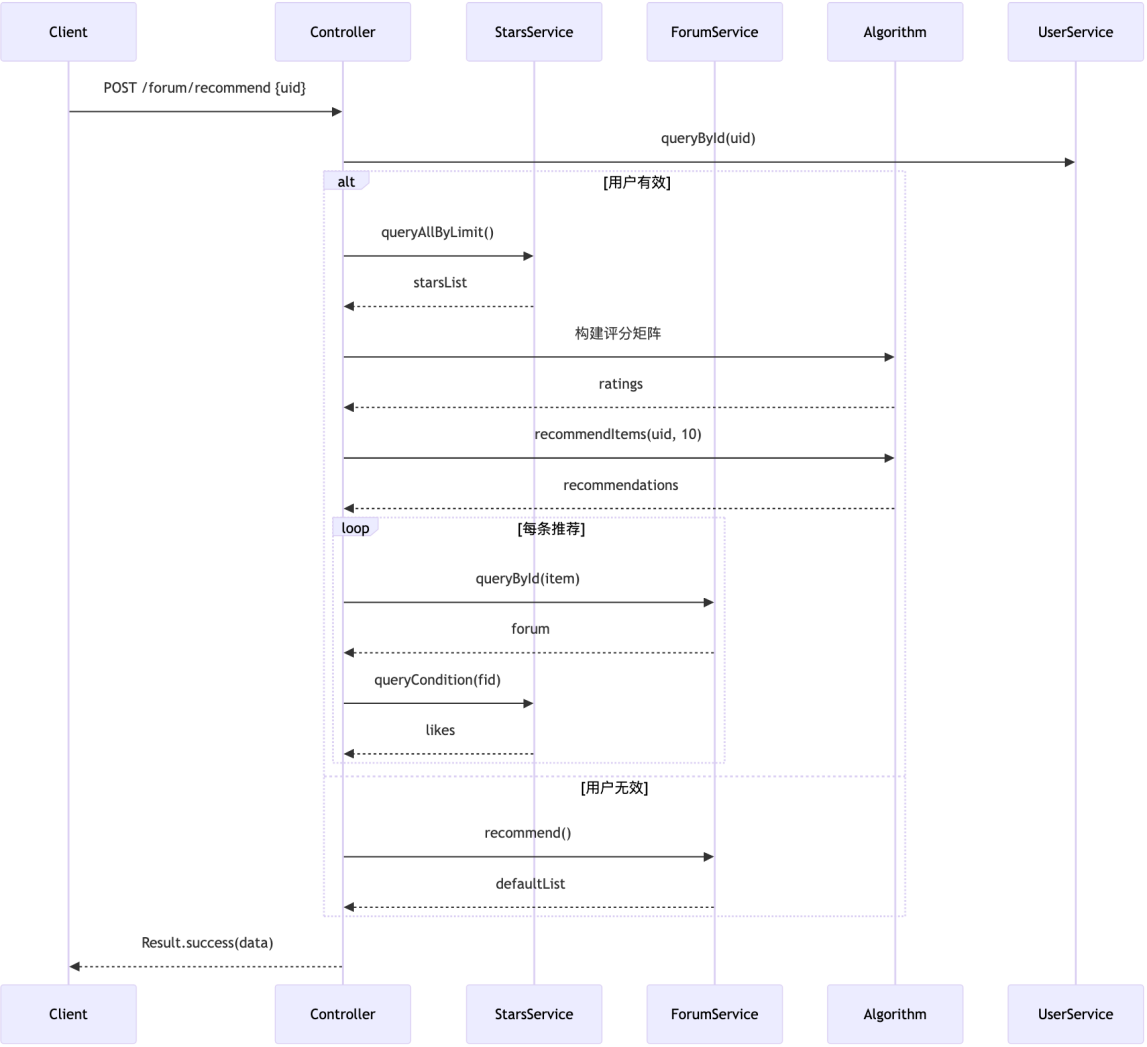 Client Controller StarsService ForumService Algorithm UserService
POST /forum/recommend {uid}
queryById(uid)
alt [用户有效]
queryAllByLimit()
starsList
构建评分矩阵
ratings
recommendItems(uid, 10)
recommendations
loop [每条推荐]
queryById(item)
forum
queryCondition(fid)
likes
[用户无效]
recommend()
defaultList
Result.success(data)
Client Controller StarsService ForumService Algorithm UserService